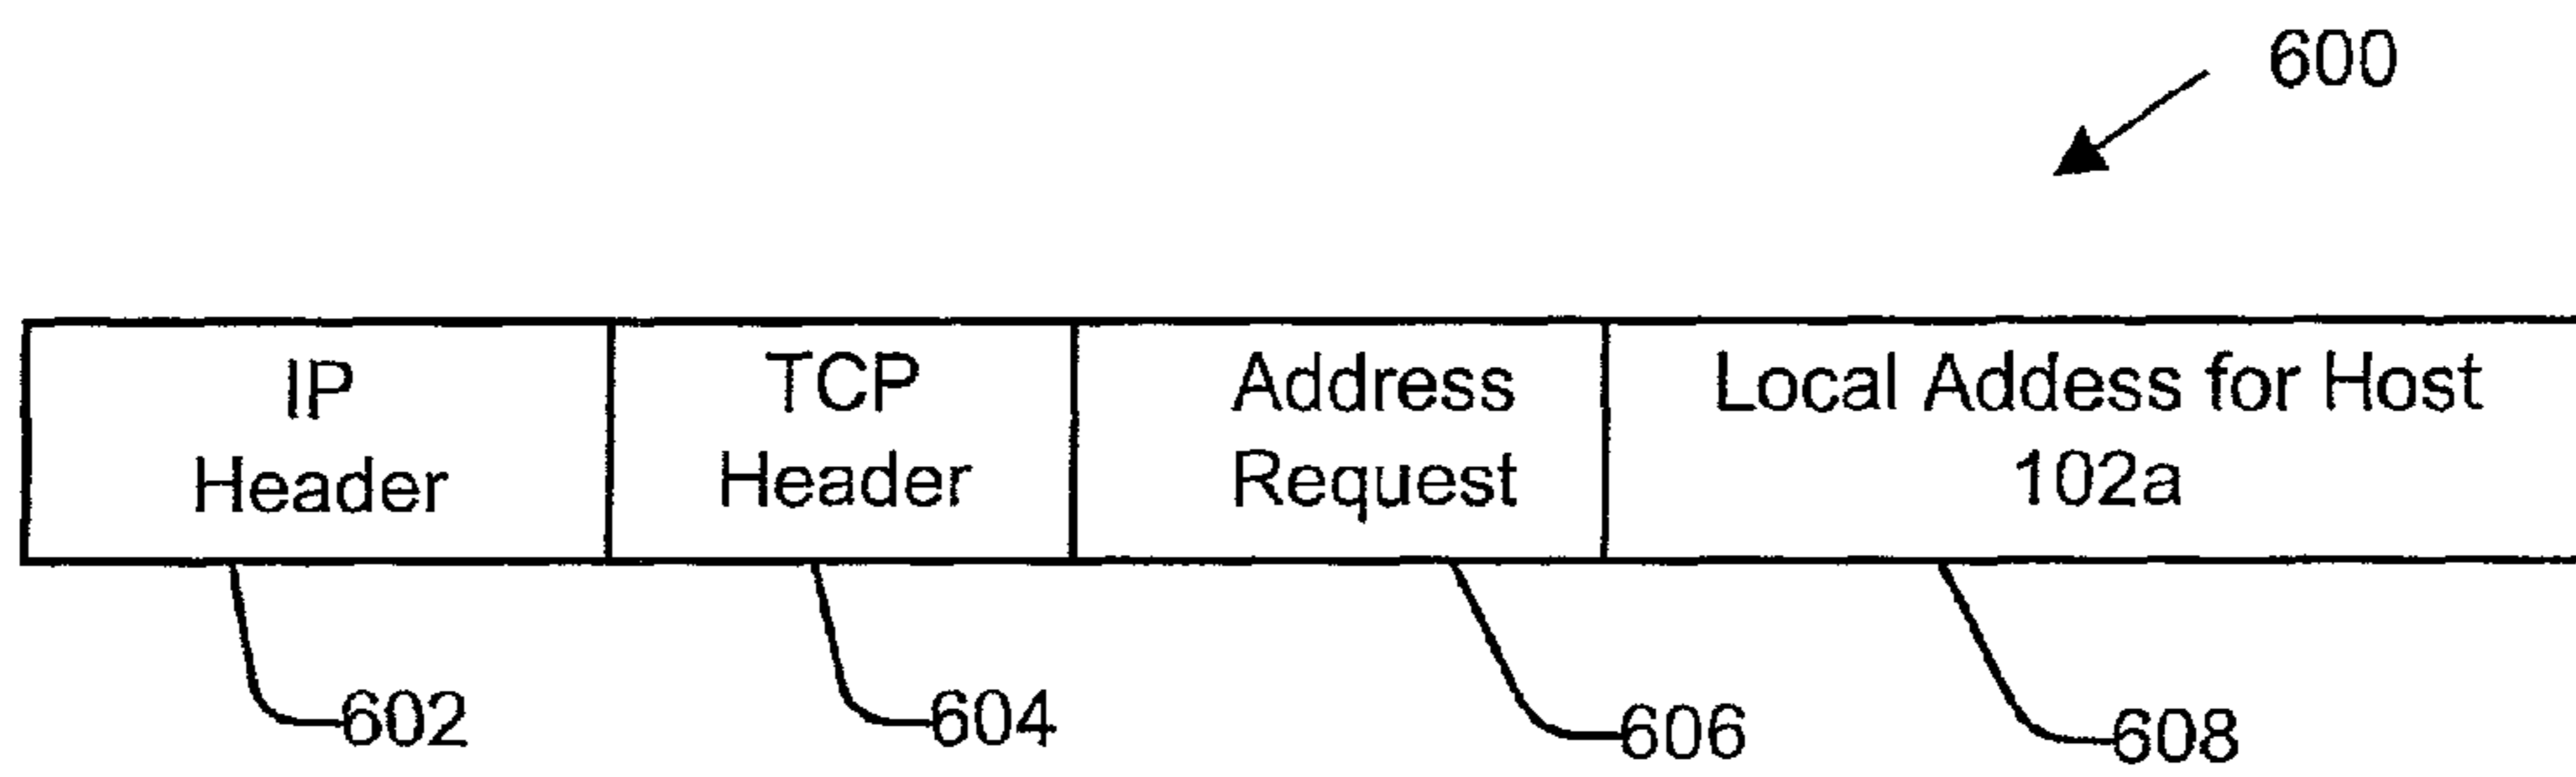 600
IP
Header
TCP
Header
Address
Request
Local Addess for Host
102a
602
604
606
608